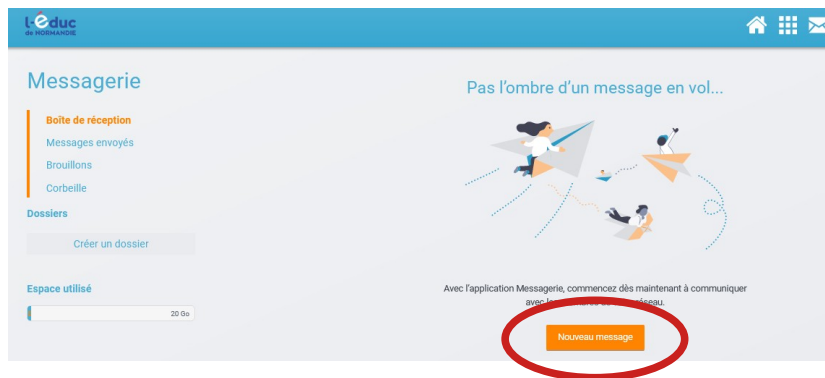 l-éduc
de NORMANDIE
Messagerie
Boîte de réception
Messages envoyés
Brouillons
Corbeille
Dossiers
Créer un dossier
Espace utilisé
20 Go
Pas l'ombre d'un message en vol...
Avec l'application Messagerie, commencez dès maintenant à communiquer
avec
Nouveau message